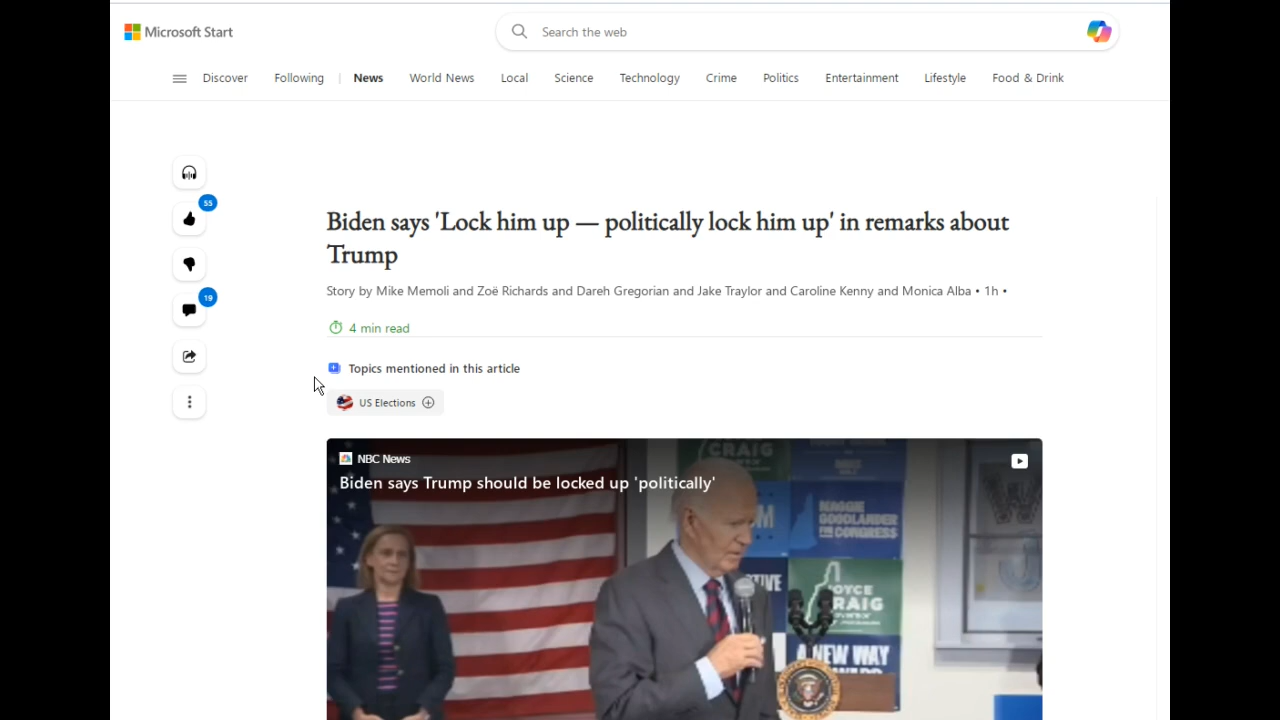 Microsoft Start
Search the web
Discover Following News World News Local Science Technology Crime Politics Entertainment Lifestyle Food & Drink
55
19
Biden says 'Lock him up — politically lock him up' in remarks about
Trump
Story by Mike Memoli and Zoë Richards and Dareh Gregorian and Jake Traylor and Caroline Kenny and Monica Alba • 1h •
4 min read
Topics mentioned in this article
US Elections
NBC News
Biden says Trump should be locked up 'politically'
CRAIG
MAGGIE
GOODLANDER
FOR CONGRESS
OYCE
RAIG
A NEW WAY